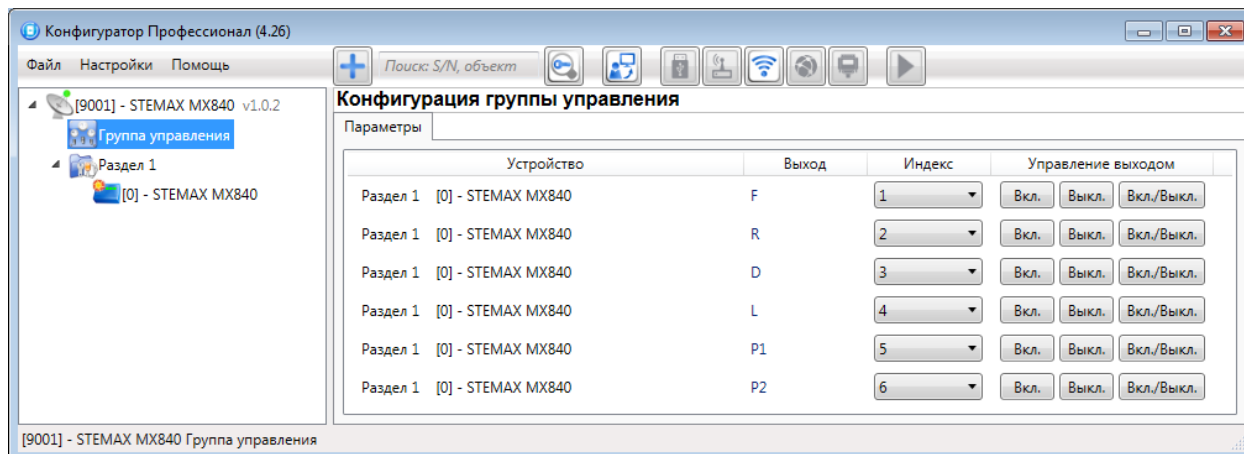 Конфигуратор Профессионал (4.26)
Файл Настройки Помощь Поиск: S/N, объект
[9001] - STEMAX MX840 v1.0.2
Группа управления
Раздел 1
[0] - STEMAX MX840
Конфигурация группы управления
Параметры
Устройство Выход Индекс Управление выходом
Раздел 1 [0] - STEMAX MX840 F 1 Вкл. Выкл. Вкл./Выкл.
Раздел 1 [0] - STEMAX MX840 R 2 Вкл. Выкл. Вкл./Выкл.
Раздел 1 [0] - STEMAX MX840 D 3 Вкл. Выкл. Вкл./Выкл.
Раздел 1 [0] - STEMAX MX840 L 4 Вкл. Выкл. Вкл./Выкл.
Раздел 1 [0] - STEMAX MX840 P1 5 Вкл. Выкл. Вкл./Выкл.
Раздел 1 [0] - STEMAX MX840 P2 6 Вкл. Выкл. Вкл./Выкл.
[9001] - STEMAX MX840 Группа управления